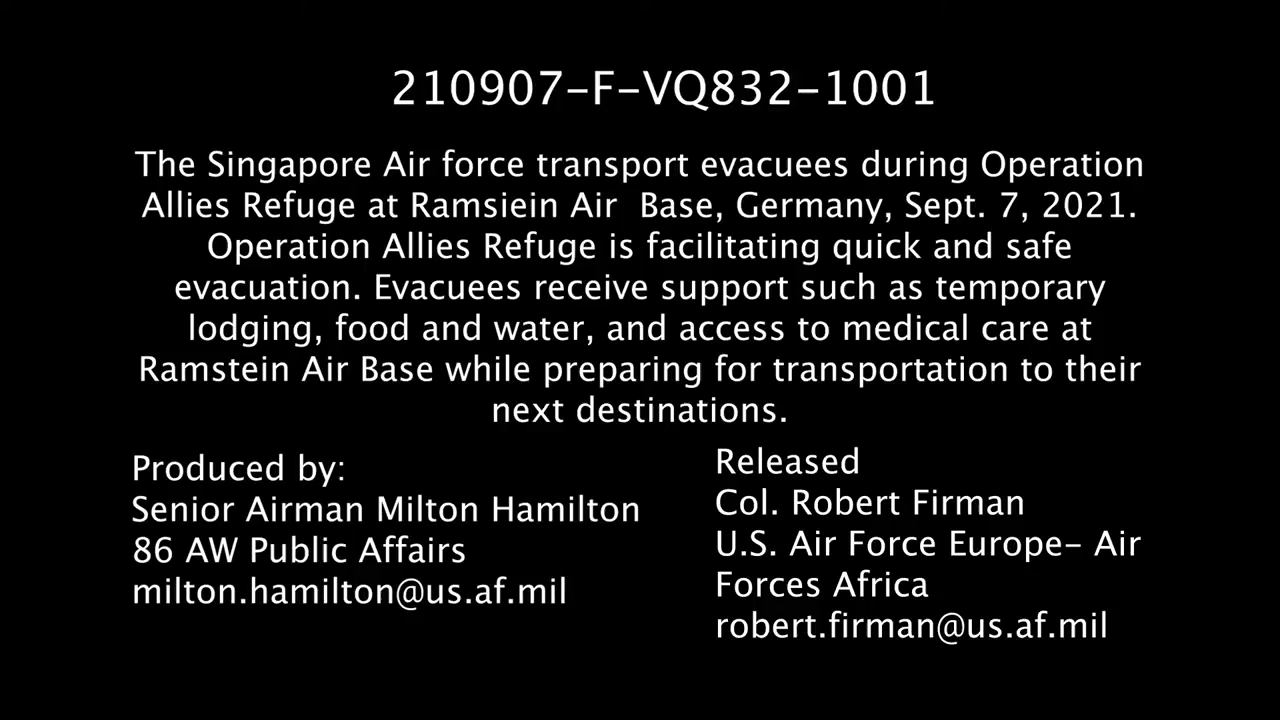 210907-F-VQ832-1001
The Singapore Air force transport evacuees during Operation
Allies Refuge at Ramsiein Air  Base, Germany, Sept. 7, 2021.
Operation Allies Refuge is facilitating quick and safe
evacuation. Evacuees receive support such as temporary
lodging, food and water, and access to medical care at
Ramstein Air Base while preparing for transportation to their
next destinations.
Produced by:
Senior Airman Milton Hamilton
86 AW Public Affairs
milton.hamilton@us.af.mil
Released
Col. Robert Firman
U.S. Air Force Europe- Air
Forces Africa
robert.firman@us.af.mil